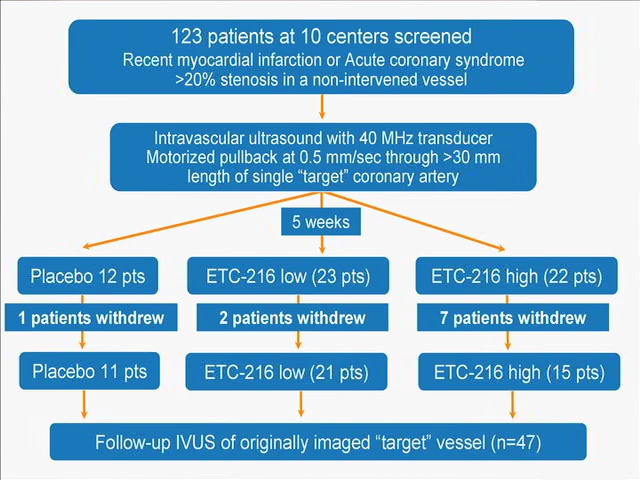 123 patients at 10 centers screened
Recent myocardial infarction or Acute coronary syndrome
>20% stenosis in a non-intervened vessel
Intravascular ultrasound with 40 MHz transducer
Motorized pullback at 0.5 mm/sec through >30 mm
length of single “target” coronary artery
5 weeks
Placebo 12 pts
ETC-216 low (23 pts)
ETC-216 high (22 pts)
1 patients withdrew
2 patients withdrew
7 patients withdrew
Placebo 11 pts
ETC-216 low (21 pts)
ETC-216 high (15 pts)
Follow-up IVUS of originally imaged “target” vessel (n=47)